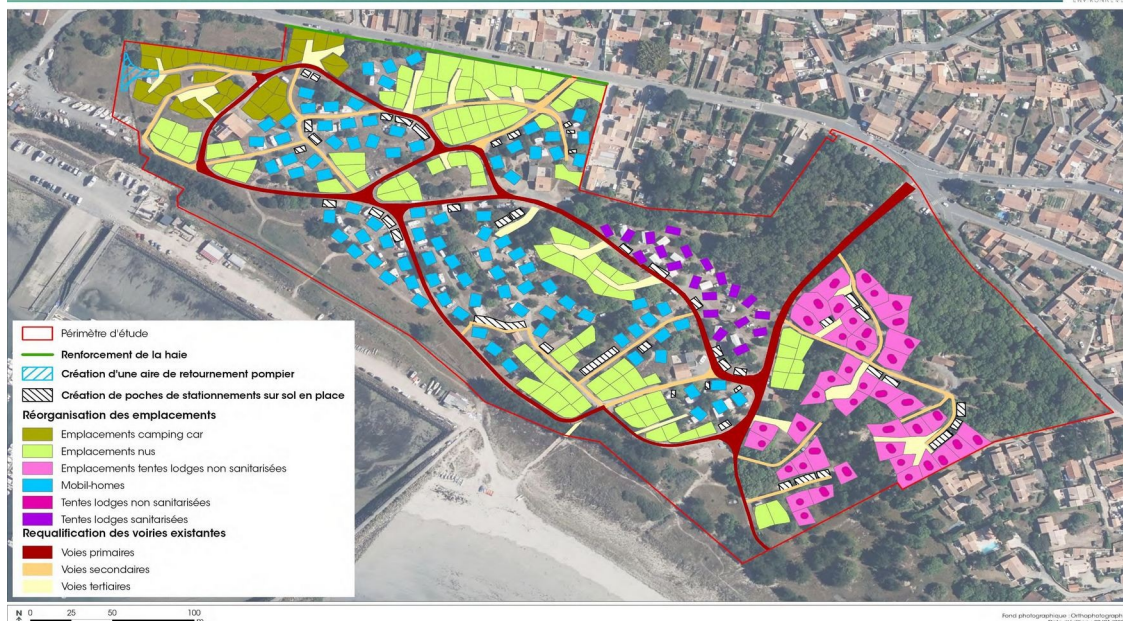 Périmètre d'étude
Renforcement de la haie
Création d'une aire de retournement pompier
Création de poches de stationnements sur sol en place
Réorganisation des emplacements
Emplacements camping car
Emplacements nus
Emplacements tentes lodges non sanitarisées
Mobil-homes
Tentes lodges non sanitarisées
Tentes lodges sanitarisées
Requalification des voiries existantes
Voies primaires
Voies secondaires
Voies tertiaires
N 0 25 50 100
m
Fond photographique : Orthophotograph